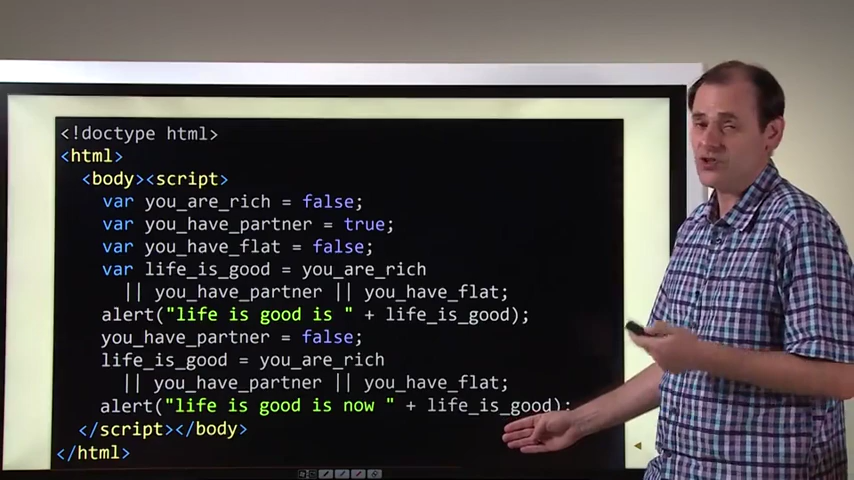 <!doctype html>
<html>
<body><script>
var you_are_rich = false;
var you_have_partner = true;
var you_have_flat = false;
var life_is_good = you_are_rich
|| you_have_partner || you_have_flat;
alert("life is good is " + life_is_good);
you_have_partner = false;
life_is_good = you_are_rich
|| you_have_partner || you_have_flat;
alert("life is good is now " + life_is_good);
</script></body>
</html>